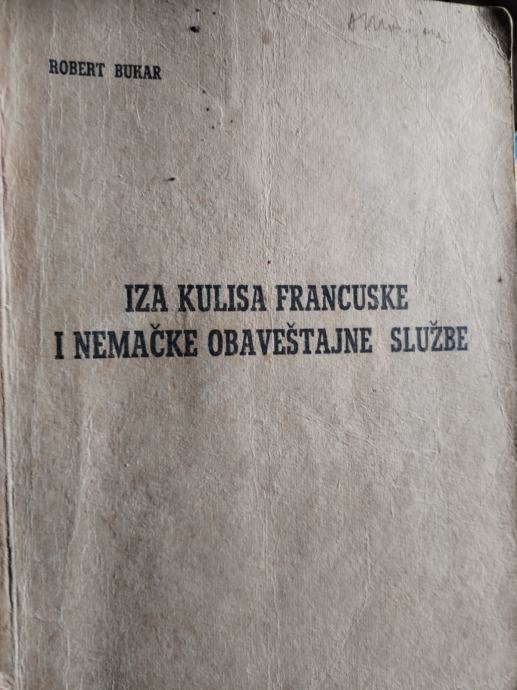 ROBERT BUKAR
IZA KULISA FRANCUSKE
I NEMAČKE OBAVEŠTAJNE SLUŽBE